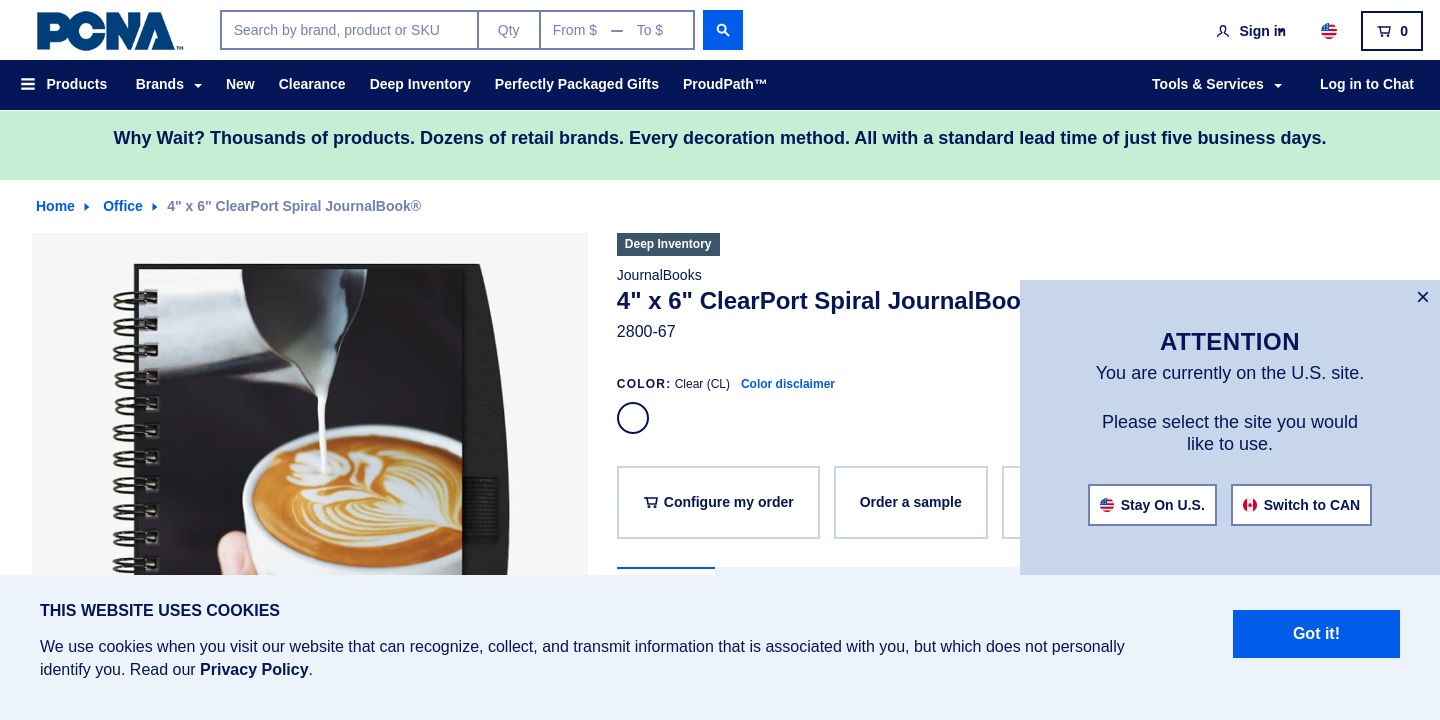 PCNA™
Search by brand, product or SKU
Qty
From $ — To $
Sign in
0
Products
Brands
New
Clearance
Deep Inventory
Perfectly Packaged Gifts
ProudPath™
Tools & Services
Log in to Chat
Why Wait? Thousands of products. Dozens of retail brands. Every decoration method. All with a standard lead time of just five business days.
Home
Office
4" x 6" ClearPort Spiral JournalBook®
Deep Inventory
JournalBooks
4" x 6" ClearPort Spiral JournalBoo
2800-67
COLOR: Clear (CL) Color disclaimer
Configure my order
Order a sample
×
ATTENTION
You are currently on the U.S. site.
Please select the site you would
like to use.
Stay On U.S.
Switch to CAN
THIS WEBSITE USES COOKIES
We use cookies when you visit our website that can recognize, collect, and transmit information that is associated with you, but which does not personally
identify you. Read our Privacy Policy.
Got it!